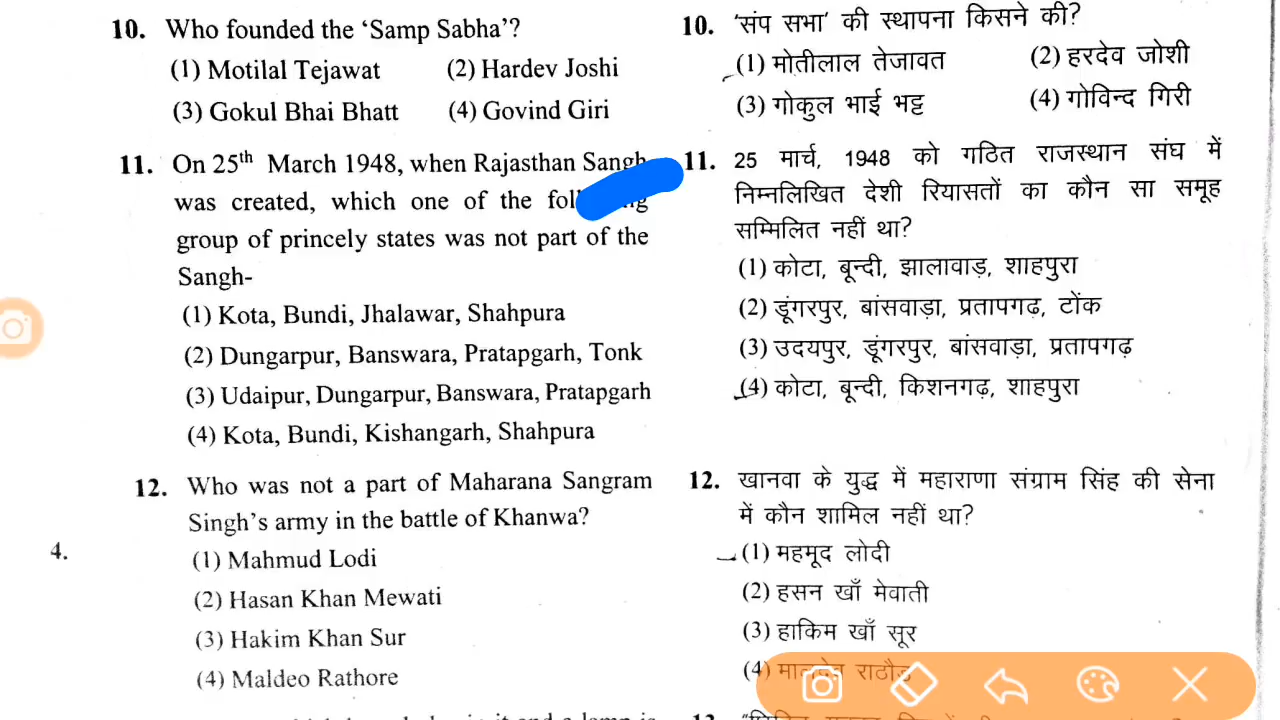 10. Who founded the ‘Samp Sabha’?
(1) Motilal Tejawat (2) Hardev Joshi
(3) Gokul Bhai Bhatt (4) Govind Giri
11. On 25th March 1948, when Rajasthan Sangh
was created, which one of the
group of princely states was not part of the
Sangh-
(1) Kota, Bundi, Jhalawar, Shahpura
(2) Dungarpur, Banswara, Pratapgarh, Tonk
(3) Udaipur, Dungarpur, Banswara, Pratapgarh
(4) Kota, Bundi, Kishangarh, Shahpura
12. Who was not a part of Maharana Sangram
Singh’s army in the battle of Khanwa?
4.
(1) Mahmud Lodi
(2) Hasan Khan Mewati
(3) Hakim Khan Sur
(4) Maldeo Rathore
10. ‘संप सभा’ की स्थापना किसने की?
(1) मोतीलाल तेजावत (2) हरदेव जोशी
(3) गोकुल भाई भट्ट (4) गोविन्द गिरी
11. 25 मार्च, 1948 को गठित राजस्थान संघ में
निम्नलिखित देशी रियासतों का कौन सा समूह
सम्मिलित नहीं था?
(1) कोटा, बून्दी, झालावाड़, शाहपुरा
(2) डूंगरपुर, बांसवाड़ा, प्रतापगढ़, टोंक
(3) उदयपुर, डूंगरपुर, बांसवाड़ा, प्रतापगढ़
(4) कोटा, बून्दी, किशनगढ़, शाहपुरा
12. खानवा के युद्ध में महाराणा संग्राम सिंह की सेना
में कौन शामिल नहीं था?
(1) महमूद लोदी
(2) हसन खाँ मेवाती
(3) हाकिम खाँ सूर
(4) मालदेव राठौड़